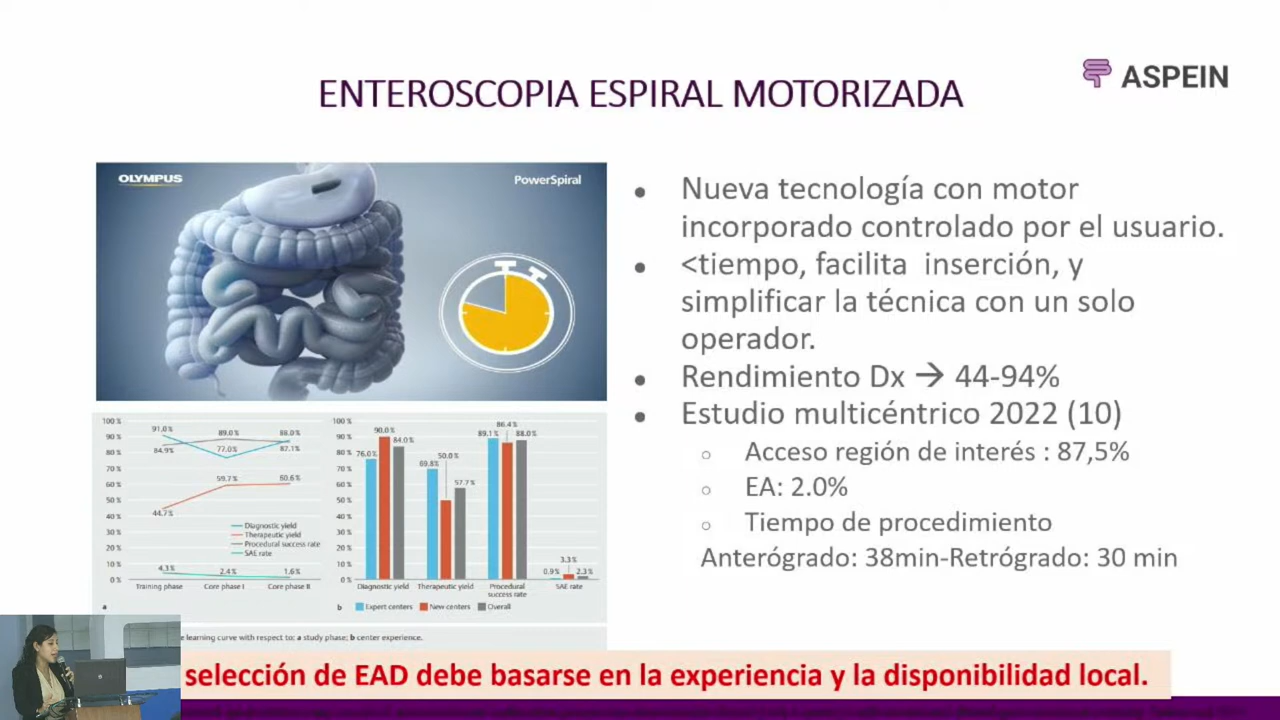 ENTEROSCOPIA ESPIRAL MOTORIZADA
ASPEIN
OLYMPUS
PowerSpiral
● Nueva tecnología con motor
incorporado controlado por el usuario.
● <tiempo, facilita inserción, y
simplificar la técnica con un solo
operador.
● Rendimiento Dx → 44-94%
● Estudio multicéntrico 2022 (10)
○ Acceso región de interés : 87,5%
○ EA: 2.0%
○ Tiempo de procedimiento
Anterógrado: 38min-Retrógrado: 30 min
100 %
90 %
80 %
70 %
60 %
50 %
40 %
30 %
20 %
10 %
0 %
91.0 %
89.0 %
88.0 %
84.9 %
77.0 %
87.1 %
59.7 %
60.6 %
44.7 %
Diagnostic yield
Therapeutic yield
Procedural success rate
SAE rate
4.3 %
2.4 %
1.6 %
Training phase
Core phase I
Core phase II
a
100 %
90 %
80 %
70 %
60 %
50 %
40 %
30 %
20 %
10 %
0 %
76.0 %
90.0 %
84.0 %
69.8 %
50.0 %
57.7 %
89.1 %
86.4 %
88.0 %
0.9 %
3.3 %
2.3 %
Diagnostic yield
Therapeutic yield
Procedural
success rate
SAE rate
b
Expert centers
New centers
Overall
e learning curve with respect to: a study phase; b center experience.
selección de EAD debe basarse en la experiencia y la disponibilidad local.